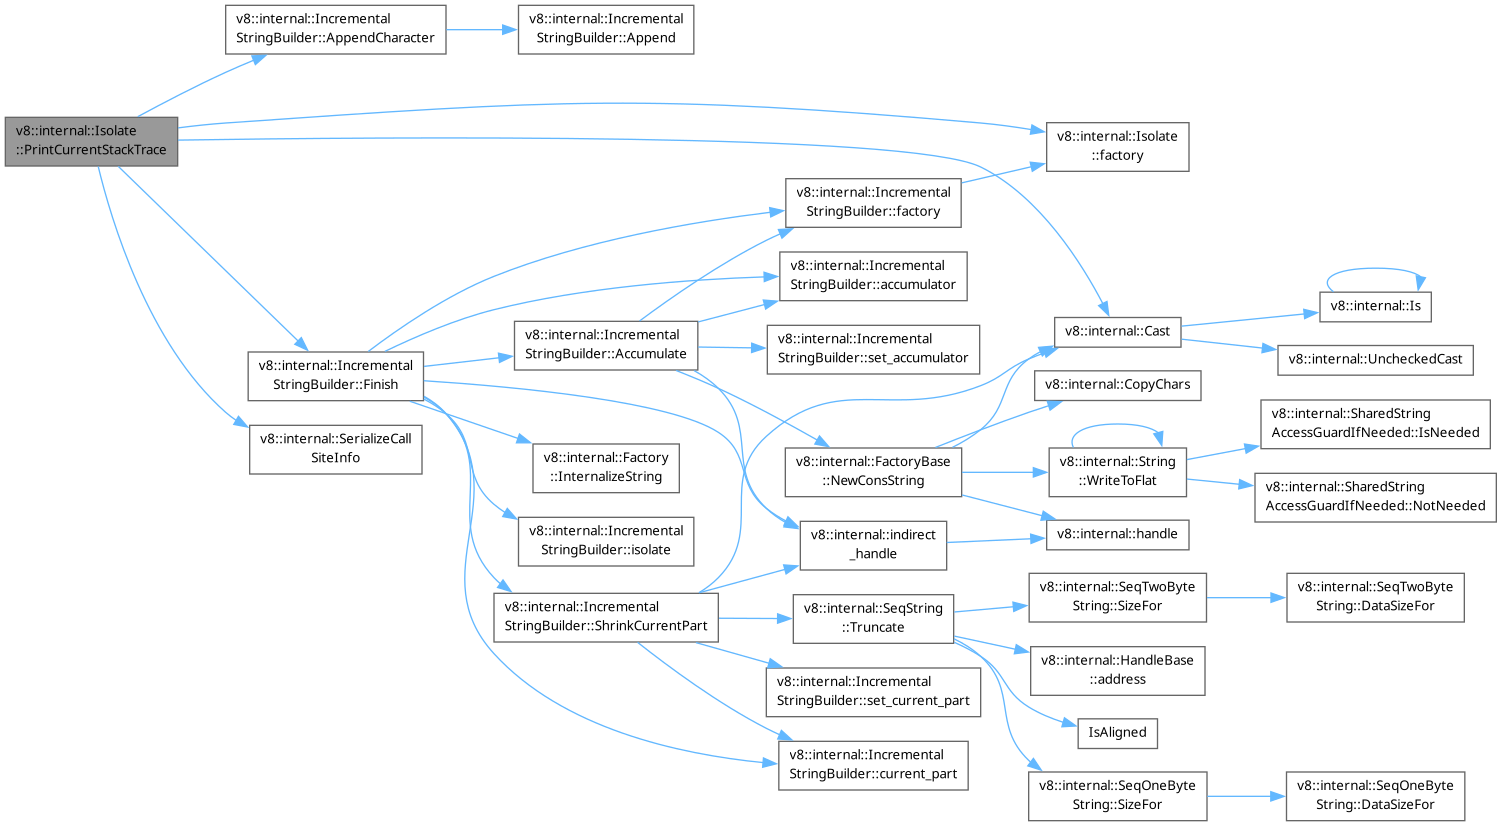 v8::internal::Incremental
StringBuilder::AppendCharacter
v8::internal::Incremental
StringBuilder::Append
v8::internal::Isolate
::PrintCurrentStackTrace
v8::internal::Isolate
::factory
v8::internal::Incremental
StringBuilder::factory
v8::internal::Incremental
StringBuilder::accumulator
v8::internal::Is
v8::internal::Incremental
StringBuilder::Accumulate
v8::internal::Incremental
StringBuilder::set_accumulator
v8::internal::Cast
v8::internal::UncheckedCast
v8::internal::Incremental
StringBuilder::Finish
v8::internal::CopyChars
v8::internal::SharedString
AccessGuardIfNeeded::IsNeeded
v8::internal::SerializeCall
SiteInfo
v8::internal::Factory
::InternalizeString
v8::internal::FactoryBase
::NewConsString
v8::internal::String
::WriteToFlat
v8::internal::SharedString
AccessGuardIfNeeded::NotNeeded
v8::internal::Incremental
StringBuilder::isolate
v8::internal::indirect
_handle
v8::internal::handle
v8::internal::Incremental
StringBuilder::ShrinkCurrentPart
v8::internal::SeqString
::Truncate
v8::internal::SeqTwoByte
String::SizeFor
v8::internal::SeqTwoByte
String::DataSizeFor
v8::internal::HandleBase
::address
v8::internal::Incremental
StringBuilder::set_current_part
IsAligned
v8::internal::Incremental
StringBuilder::current_part
v8::internal::SeqOneByte
String::SizeFor
v8::internal::SeqOneByte
String::DataSizeFor